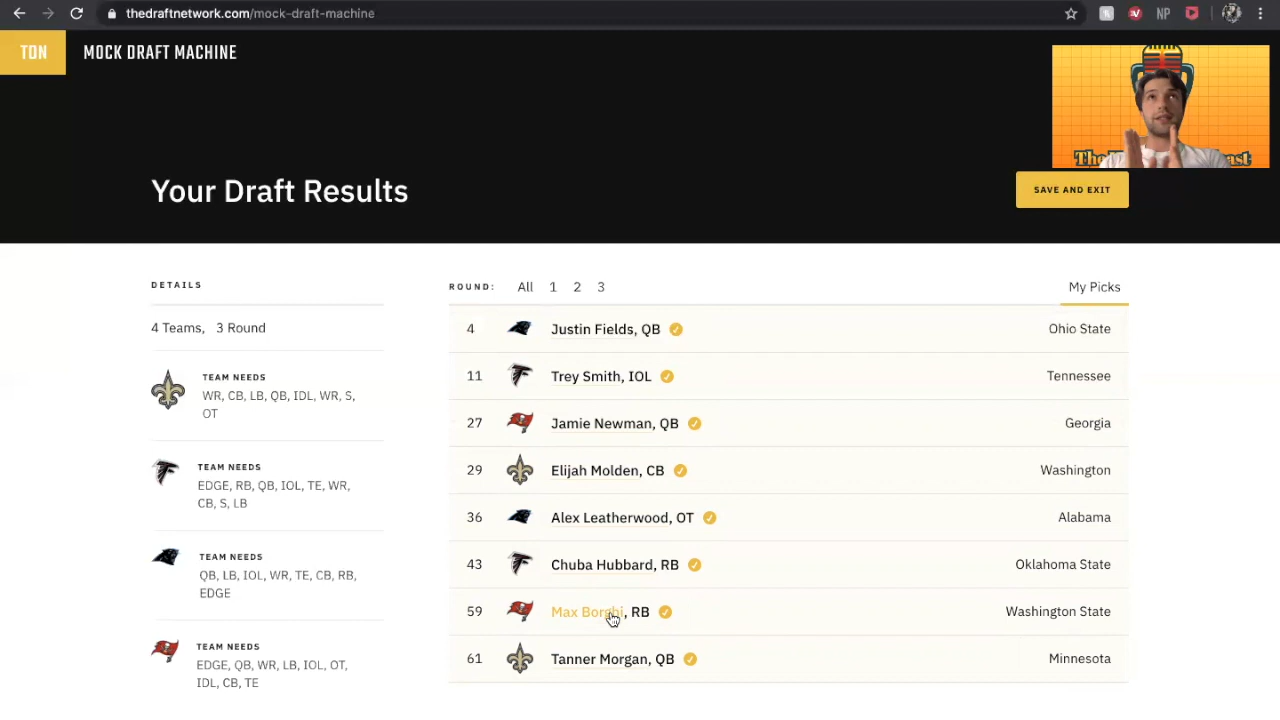 thedraftnetwork.com/mock-draft-machine
NP
TDN MOCK DRAFT MACHINE
Your Draft Results
SAVE AND EXIT
DETAILS
4 Teams, 3 Round
TEAM NEEDS
WR, CB, LB, QB, IDL, WR, S,
OT
TEAM NEEDS
EDGE, RB, QB, IOL, TE, WR,
CB, S, LB
TEAM NEEDS
QB, LB, IOL, WR, TE, CB, RB,
EDGE
TEAM NEEDS
EDGE, QB, WR, LB, IOL, OT,
IDL, CB, TE
ROUND: All 1 2 3 My Picks
4 Justin Fields, QB Ohio State
11 Trey Smith, IOL Tennessee
27 Jamie Newman, QB Georgia
29 Elijah Molden, CB Washington
36 Alex Leatherwood, OT Alabama
43 Chuba Hubbard, RB Oklahoma State
59 Max Borghi, RB Washington State
61 Tanner Morgan, QB Minnesota